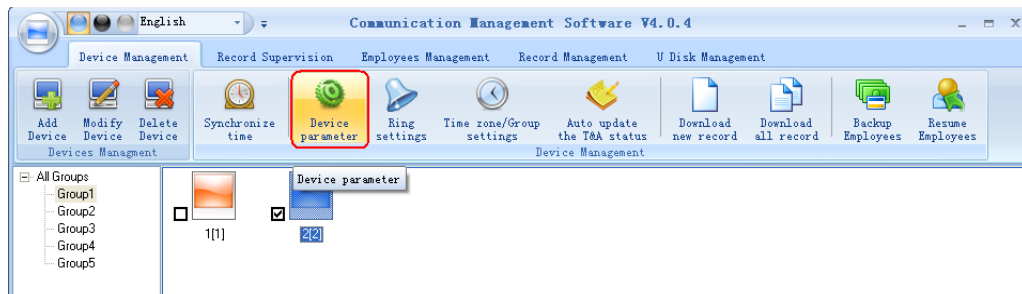 English
Communication Management Software V4.0.4
Device Management Record Supervision Employees Management Record Management U Disk Management
Add Device
Modify Device
Delete Device
Synchronize time
Device parameter
Ring settings
Time zone/Group settings
Auto update the T&A status
Download new record
Download all record
Backup Employees
Resume Employees
Devices Managment
Device Management
All Groups
Group1
Group2
Group3
Group4
Group5
Device parameter
1[1]
2[2]